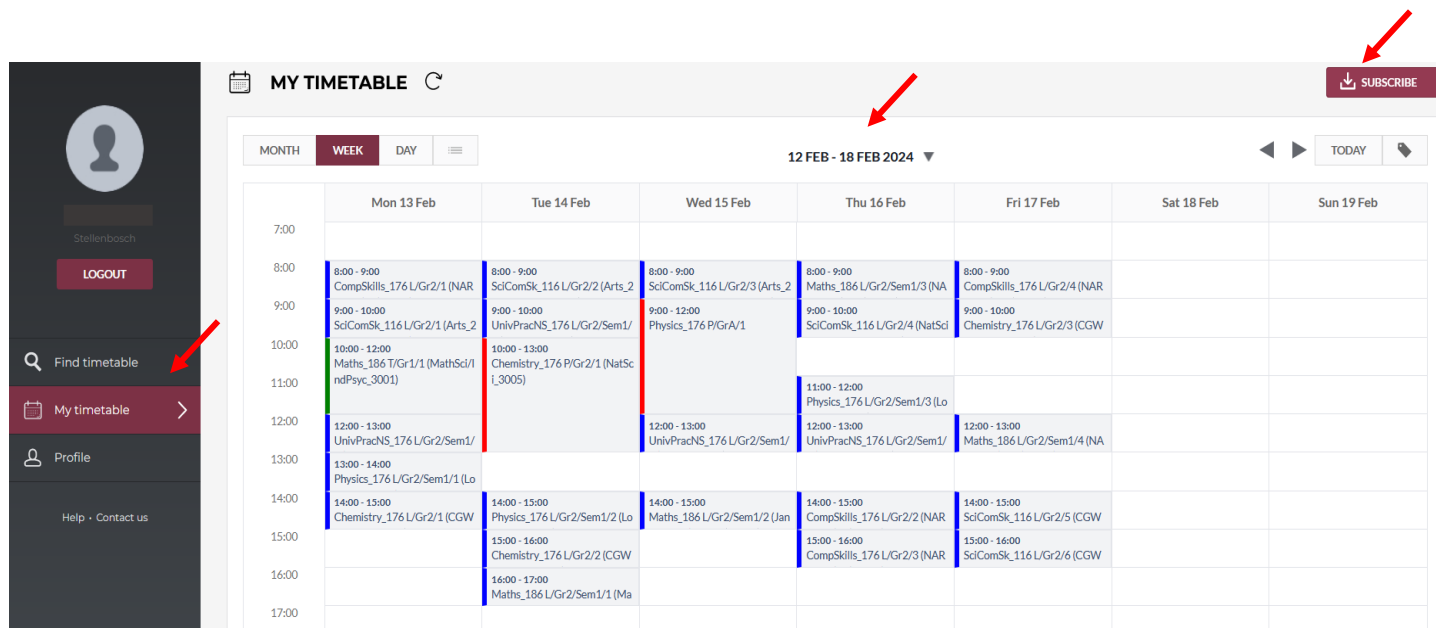 MY TIMETABLE
SUBSCRIBE
MONTH WEEK DAY
12 FEB - 18 FEB 2024
TODAY
Stellenbosch
LOGOUT
Find timetable
My timetable
Profile
Help · Contact us
Mon 13 Feb Tue 14 Feb Wed 15 Feb Thu 16 Feb Fri 17 Feb Sat 18 Feb Sun 19 Feb
7:00
8:00
9:00
10:00
11:00
12:00
13:00
14:00
15:00
16:00
17:00
8:00 - 9:00
CompSkills_176 L/Gr2/1 (NAR
9:00 - 10:00
SciComSk_116 L/Gr2/1 (Arts_2
10:00 - 12:00
Maths_186 T/Gr1/1 (MathSci/I
ndPsyc_3001)
12:00 - 13:00
UnivPracNS_176 L/Gr2/Sem1/
13:00 - 14:00
Physics_176 L/Gr2/Sem1/1 (Lo
14:00 - 15:00
Chemistry_176 L/Gr2/1 (CGW
8:00 - 9:00
SciComSk_116 L/Gr2/2 (Arts_2
9:00 - 10:00
UnivPracNS_176 L/Gr2/Sem1/
10:00 - 13:00
Chemistry_176 P/Gr2/1 (NatSc
i_3005)
14:00 - 15:00
Physics_176 L/Gr2/Sem1/2 (Lo
15:00 - 16:00
Chemistry_176 L/Gr2/2 (CGW
16:00 - 17:00
Maths_186 L/Gr2/Sem1/1 (Ma
8:00 - 9:00
SciComSk_116 L/Gr2/3 (Arts_2
9:00 - 12:00
Physics_176 P/GrA/1
12:00 - 13:00
UnivPracNS_176 L/Gr2/Sem1/
14:00 - 15:00
Maths_186 L/Gr2/Sem1/2 (Jan
8:00 - 9:00
Maths_186 L/Gr2/Sem1/3 (NA
9:00 - 10:00
SciComSk_116 L/Gr2/4 (NatSci
11:00 - 12:00
Physics_176 L/Gr2/Sem1/3 (Lo
12:00 - 13:00
UnivPracNS_176 L/Gr2/Sem1/
14:00 - 15:00
CompSkills_176 L/Gr2/2 (NAR
15:00 - 16:00
CompSkills_176 L/Gr2/3 (NAR
8:00 - 9:00
CompSkills_176 L/Gr2/4 (NAR
9:00 - 10:00
Chemistry_176 L/Gr2/3 (CGW
12:00 - 13:00
Maths_186 L/Gr2/Sem1/4 (NA
14:00 - 15:00
SciComSk_116 L/Gr2/5 (CGW
15:00 - 16:00
SciComSk_116 L/Gr2/6 (CGW